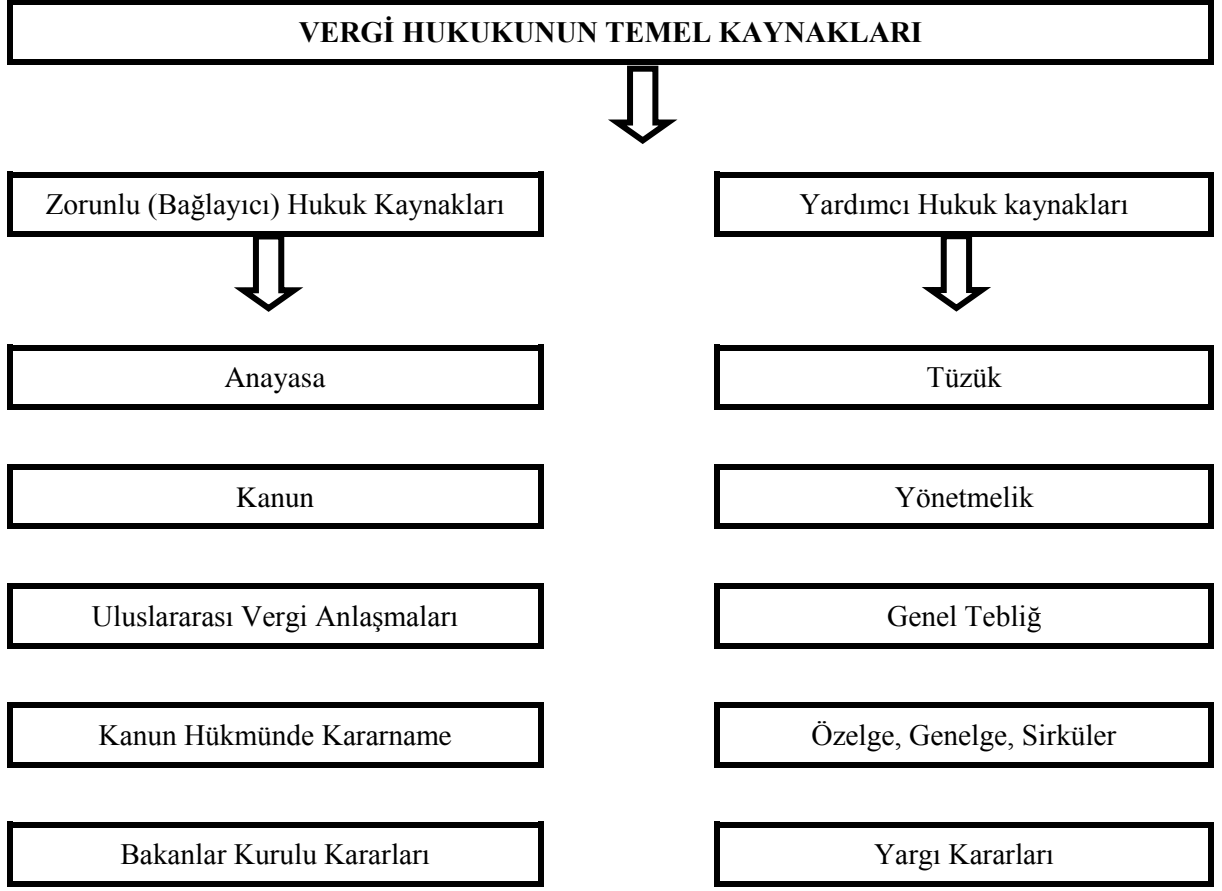 VERGİ HUKUKUNUN TEMEL KAYNAKLARI
Zorunlu (Bağlayıcı) Hukuk Kaynakları
Yardımcı Hukuk kaynakları
Anayasa
Tüzük
Kanun
Yönetmelik
Uluslararası Vergi Anlaşmaları
Genel Tebliğ
Kanun Hükmünde Kararname
Özelge, Genelge, Sirküler
Bakanlar Kurulu Kararları
Yargı Kararları